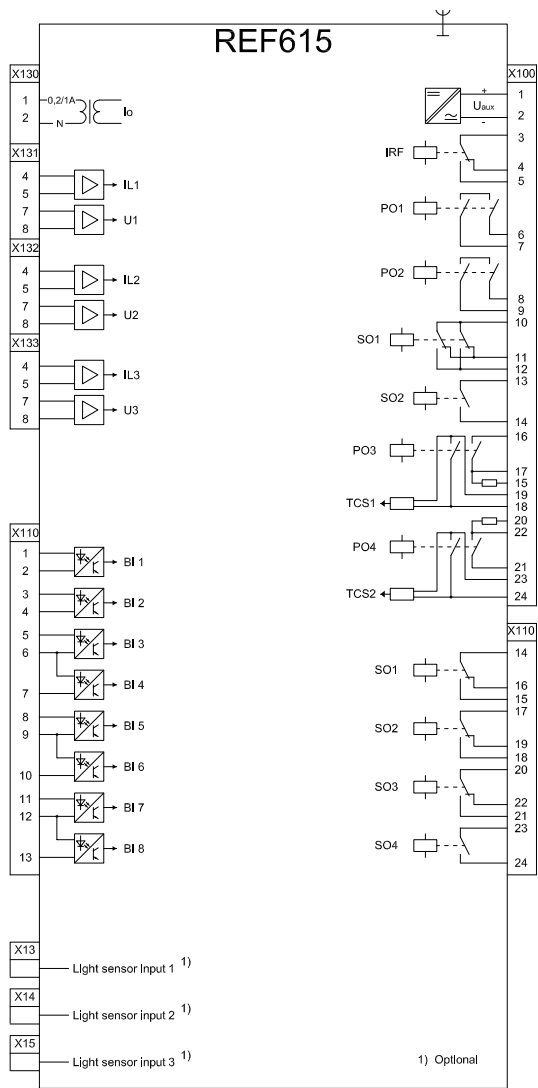 REF615
X130
1 0,2/1A
2 N
Io
X131
4
5 IL1
7
8 U1
X132
4
5 IL2
7
8 U2
X133
4
5 IL3
7
8 U3
X110
1
2 BI 1
3
4 BI 2
5
6 BI 3
7 BI 4
8
9 BI 5
10 BI 6
11
12 BI 7
13 BI 8
X13
Light sensor input 1 1)
X14
Light sensor input 2 1)
X15
Light sensor input 3 1)
X100
+ 1
Uaux
- 2
3
IRF 4
5
PO1
6
7
PO2
8
9
10
SO1
11
12
13
SO2
14
16
PO3
17
15
19
TCS1 18
20
22
PO4
21
23
TCS2 24
X110
14
SO1
16
15
17
SO2
19
18
20
SO3
22
21
23
SO4
24
1) Optional